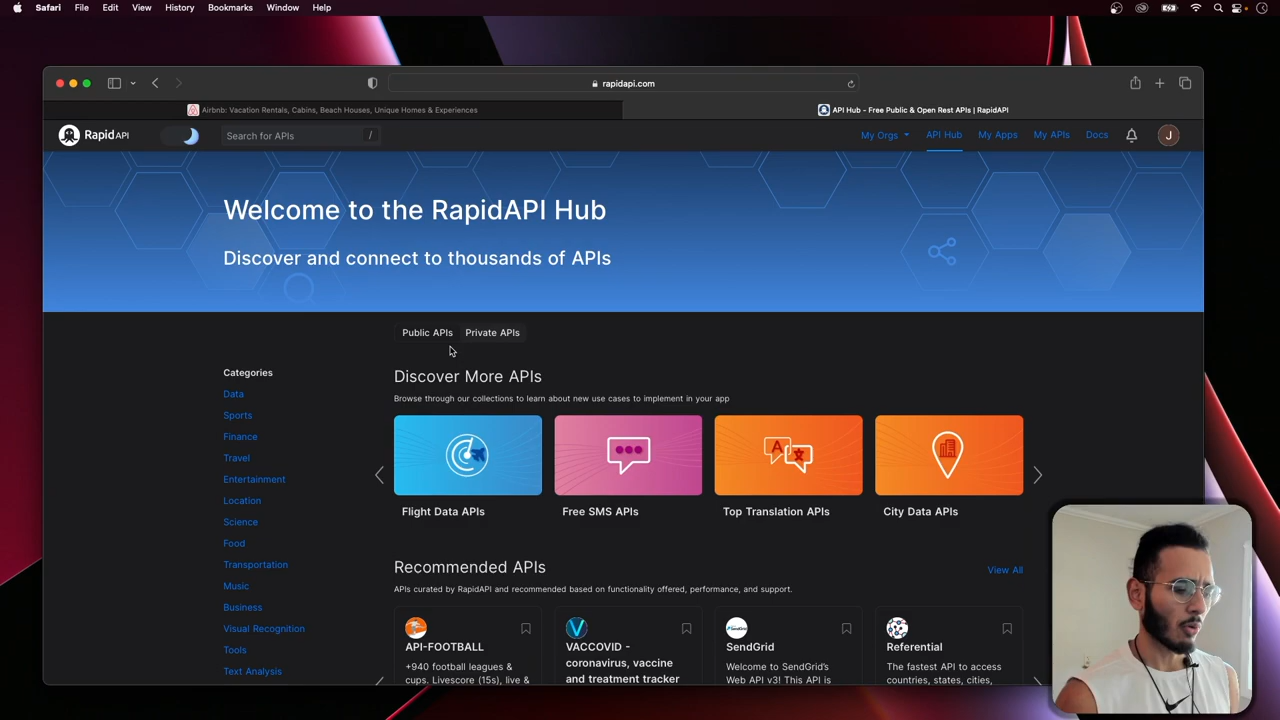 Safari File Edit View History Bookmarks Window Help
rapidapi.com
Airbnb: Vacation Rentals, Cabins, Beach Houses, Unique Homes & Experiences
API Hub - Free Public & Open Rest APIs | RapidAPI
RapidAPI
Search for APIs /
My Orgs API Hub My Apps My APIs Docs J
Welcome to the RapidAPI Hub
Discover and connect to thousands of APIs
Public APIs Private APIs
Categories
Data
Sports
Finance
Travel
Entertainment
Location
Science
Food
Transportation
Music
Business
Visual Recognition
Tools
Text Analysis
Discover More APIs
Browse through our collections to learn about new use cases to implement in your app
Flight Data APIs
Free SMS APIs
Top Translation APIs
City Data APIs
Recommended APIs
View All
APIs curated by RapidAPI and recommended based on functionality offered, performance, and support.
API-FOOTBALL
+940 football leagues &
cups. Livescore (15s), live &
VACCOVID -
coronavirus, vaccine
and treatment tracker
SendGrid
SendGrid
Welcome to SendGrid's
Web API v3! This API is
Referential
The fastest API to access
countries, states, cities,